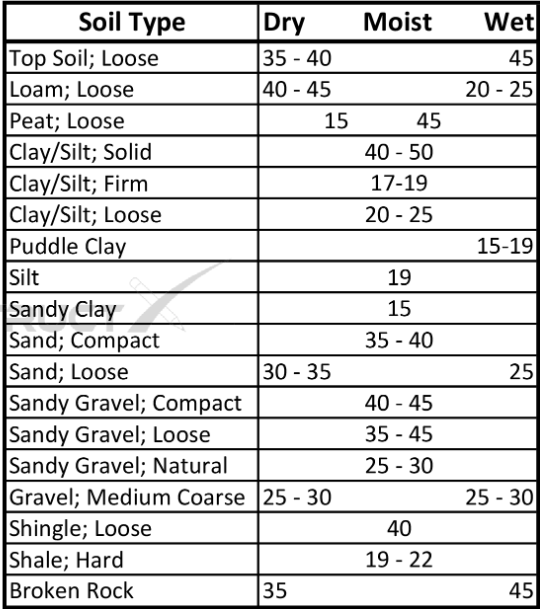 Soil Type Dry Moist Wet
Top Soil; Loose 35 - 40 45
Loam; Loose 40 - 45 20 - 25
Peat; Loose 15 45
Clay/Silt; Solid 40 - 50
Clay/Silt; Firm 17-19
Clay/Silt; Loose 20 - 25
Puddle Clay 15-19
Silt 19
Sandy Clay 15
Sand; Compact 35 - 40
Sand; Loose 30 - 35 25
Sandy Gravel; Compact 40 - 45
Sandy Gravel; Loose 35 - 45
Sandy Gravel; Natural 25 - 30
Gravel; Medium Coarse 25 - 30 25 - 30
Shingle; Loose 40
Shale; Hard 19 - 22
Broken Rock 35 45